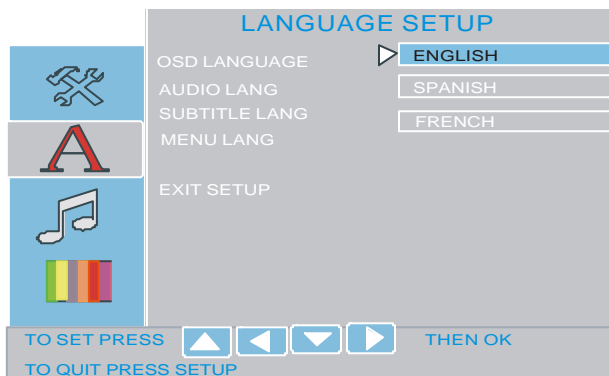 LANGUAGE SETUP
OSD LANGUAGE
ENGLISH
AUDIO LANG
SPANISH
SUBTITLE LANG
FRENCH
MENU LANG
EXIT SETUP
A
TO SET PRESS THEN OK
TO QUIT PRESS SETUP